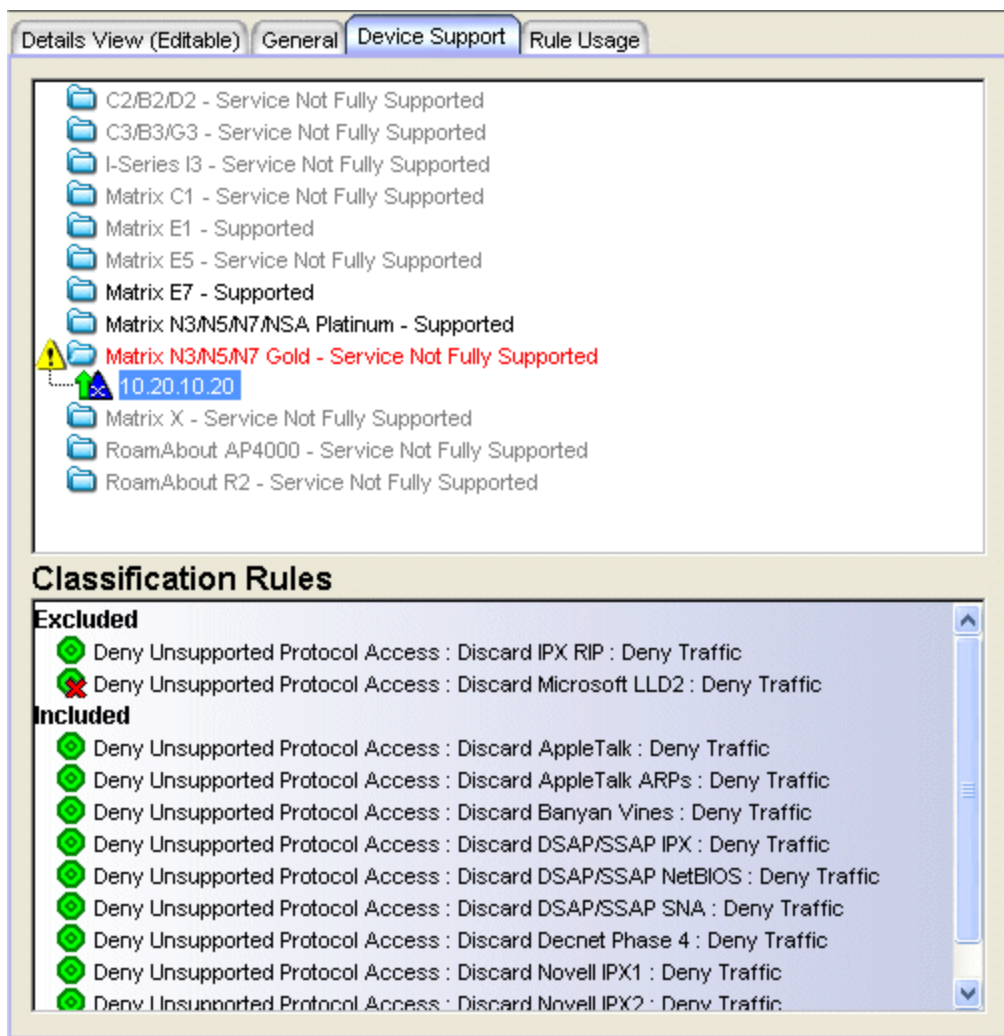 Details View (Editable) General Device Support Rule Usage
C2/B2/D2 - Service Not Fully Supported
C3/B3/G3 - Service Not Fully Supported
I-Series I3 - Service Not Fully Supported
Matrix C1 - Service Not Fully Supported
Matrix E1 - Supported
Matrix E5 - Service Not Fully Supported
Matrix E7 - Supported
Matrix N3/N5/N7/NSA Platinum - Supported
Matrix N3/N5/N7 Gold - Service Not Fully Supported
10.20.10.20
Matrix X - Service Not Fully Supported
RoamAbout AP4000 - Service Not Fully Supported
RoamAbout R2 - Service Not Fully Supported
Classification Rules
Excluded
Deny Unsupported Protocol Access : Discard IPX RIP : Deny Traffic
Deny Unsupported Protocol Access : Discard Microsoft LLD2 : Deny Traffic
Included
Deny Unsupported Protocol Access : Discard AppleTalk : Deny Traffic
Deny Unsupported Protocol Access : Discard AppleTalk ARPs : Deny Traffic
Deny Unsupported Protocol Access : Discard Banyan Vines : Deny Traffic
Deny Unsupported Protocol Access : Discard DSAP/SSAP IPX : Deny Traffic
Deny Unsupported Protocol Access : Discard DSAP/SSAP NetBIOS : Deny Traffic
Deny Unsupported Protocol Access : Discard DSAP/SSAP SNA : Deny Traffic
Deny Unsupported Protocol Access : Discard Decnet Phase 4 : Deny Traffic
Deny Unsupported Protocol Access : Discard Novell IPX1 : Deny Traffic
Deny Unsupported Protocol Access : Discard Novell IPX2 : Deny Traffic